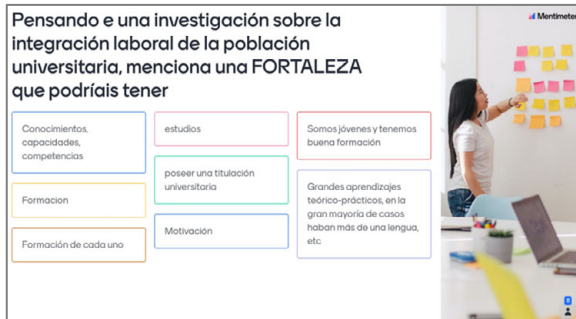 Pensando e una investigación sobre la
integración laboral de la población
universitaria, menciona una FORTALEZA
que podríais tener
Mentimeter
Conocimientos,
capacidades,
competencias
Formacion
Formación de cada uno
estudios
poseer una titulación
universitaria
Motivación
Somos jóvenes y tenemos
buena formación
Grandes aprendizajes
teórico-prácticos, en la
gran mayoría de casos
haban más de una lengua,
etc